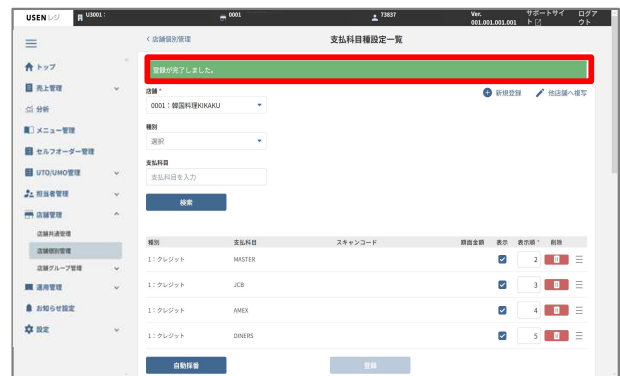 USEN レジ U3001： 0001 73837 Ver. 001.001.001.001 サポートサイト ログアウト
く 店舗個別管理 支払科目種設定一覧
登録が完了しました。
トップ
売上管理
分析
メニュー管理
セルフオーダー管理
UTO/UMO管理
担当者管理
店舗管理
店舗共通管理
店舗個別管理
店舗グループ管理
運用管理
お知らせ設定
設定
店舗 *
0001：韓国料理KIKAKU
新規登録 他店舗へ複写
種別
選択
支払科目
支払科目を入力
検索
種別 支払科目 スキャンコード 額面金額 表示 表示順 * 削除
1：クレジット MASTER 2
1：クレジット JCB 3
1：クレジット AMEX 4
1：クレジット DINERS 5
自動採番 登録